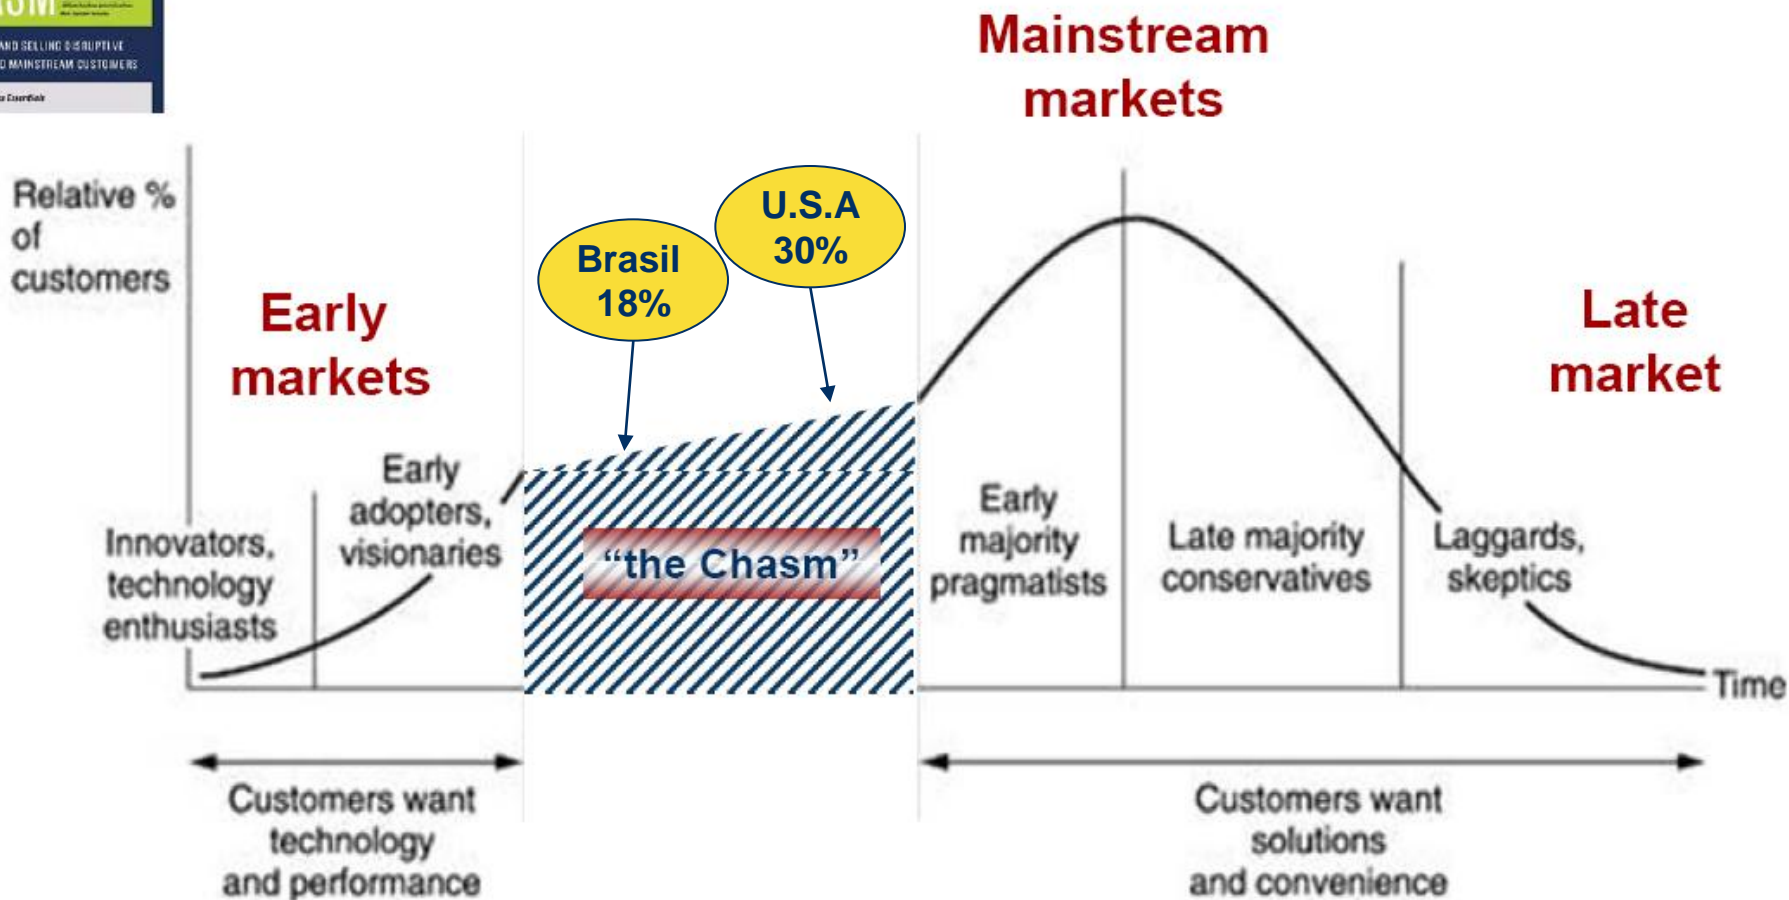 AND SELLING DISRUPTIVE
MAINSTREAM CUSTOMERS
Mainstream
markets
Relative %
of
customers
Early
markets
Brasil
18%
U.S.A
30%
Late
market
Innovators,
technology
enthusiasts
Early
adopters,
visionaries
“the Chasm”
Early
majority
pragmatists
Late majority
conservatives
Laggards,
skeptics
Time
Customers want
technology
and performance
Customers want
solutions
and convenience